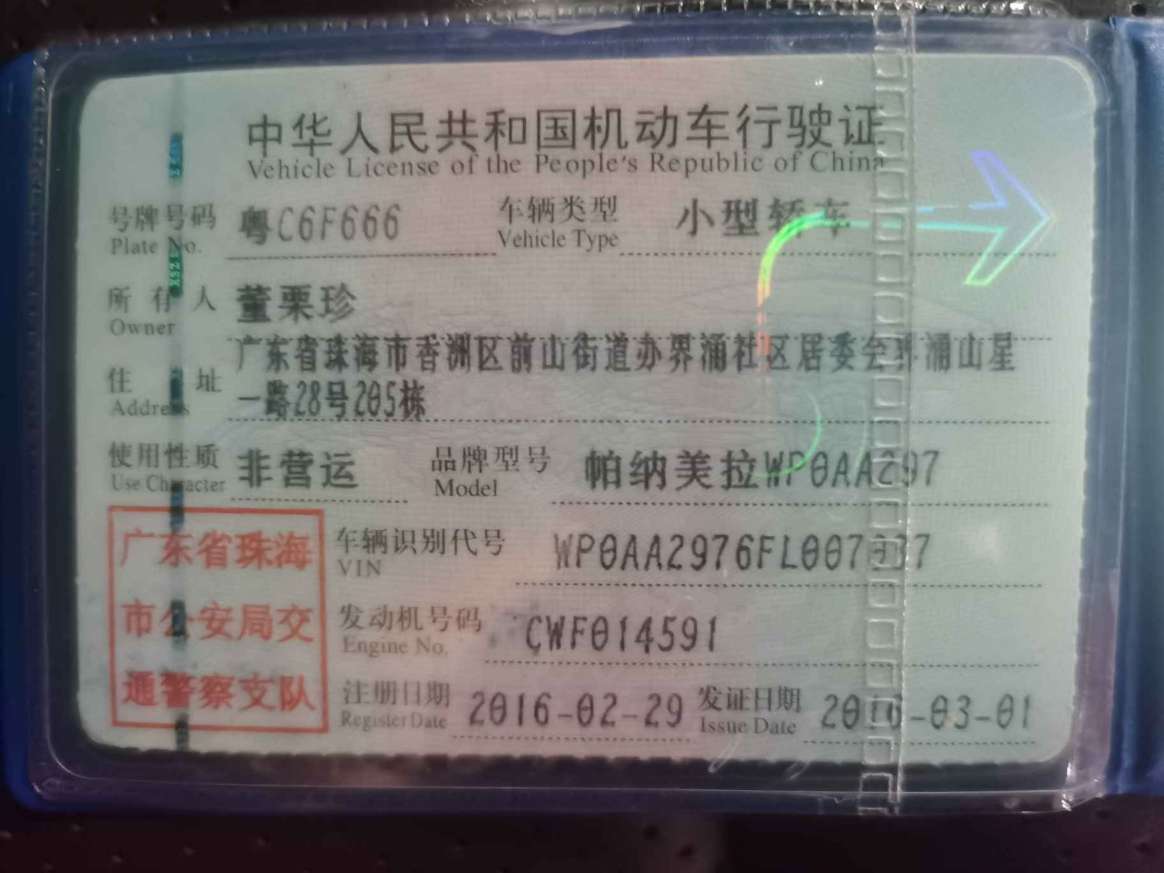 中华人民共和国机动车行驶证
Vehicle License of the People's Republic of China
号牌号码 粤C6F666 车辆类型 小型轿车
Plate No. Vehicle Type
所有人 董栗珍
Owner
住址 广东省珠海市香洲区前山街道办界涌社区居委会界涌山星
Address 一路28号205栋
使用性质 非营运 品牌型号 帕纳美拉WP0AA297
Use Character Model
广东省珠海
市公安局交
通警察支队
车辆识别代号
VIN
发动机号码 CWF014591
Engine No.
注册日期 2016-02-29 发证日期 2016-03-01
Register Date Issue Date